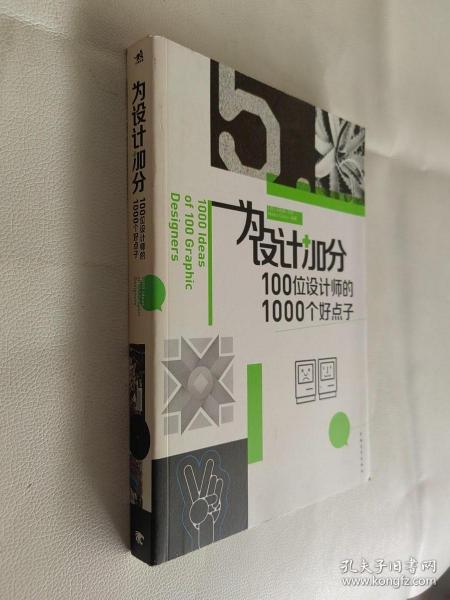 为设计加分
100位设计师的
1000个好点子
5.
1000 Ideas
of 100 Graphic
Designers
为设计+加分
100位设计师的
1000个好点子
孔夫子旧书网
www.kongfz.com